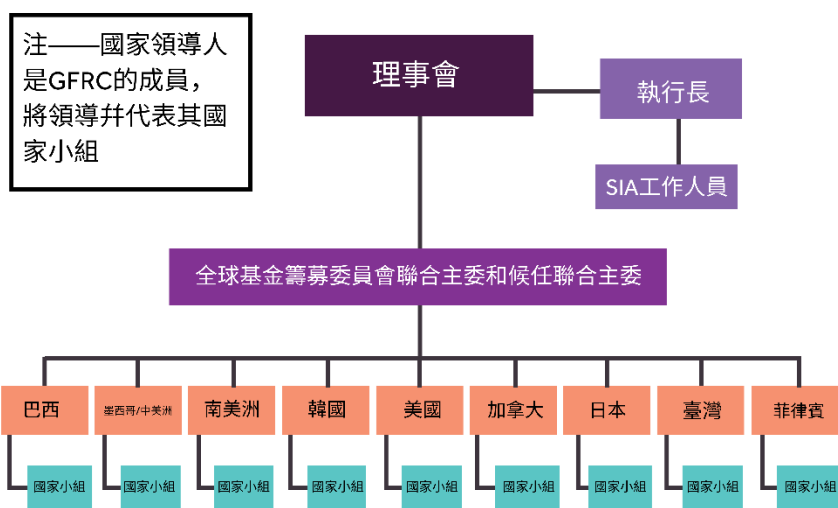 注——國家領導人
是GFRC的成員，
將領導幷代表其國
家小組
理事會
執行長
SIA工作人員
全球基金籌募委員會聯合主委和候任聯合主委
巴西
墨西哥/中美洲
南美洲
韓國
美國
加拿大
日本
臺灣
菲律賓
國家小組
國家小組
國家小組
國家小組
國家小組
國家小組
國家小組
國家小組
國家小組